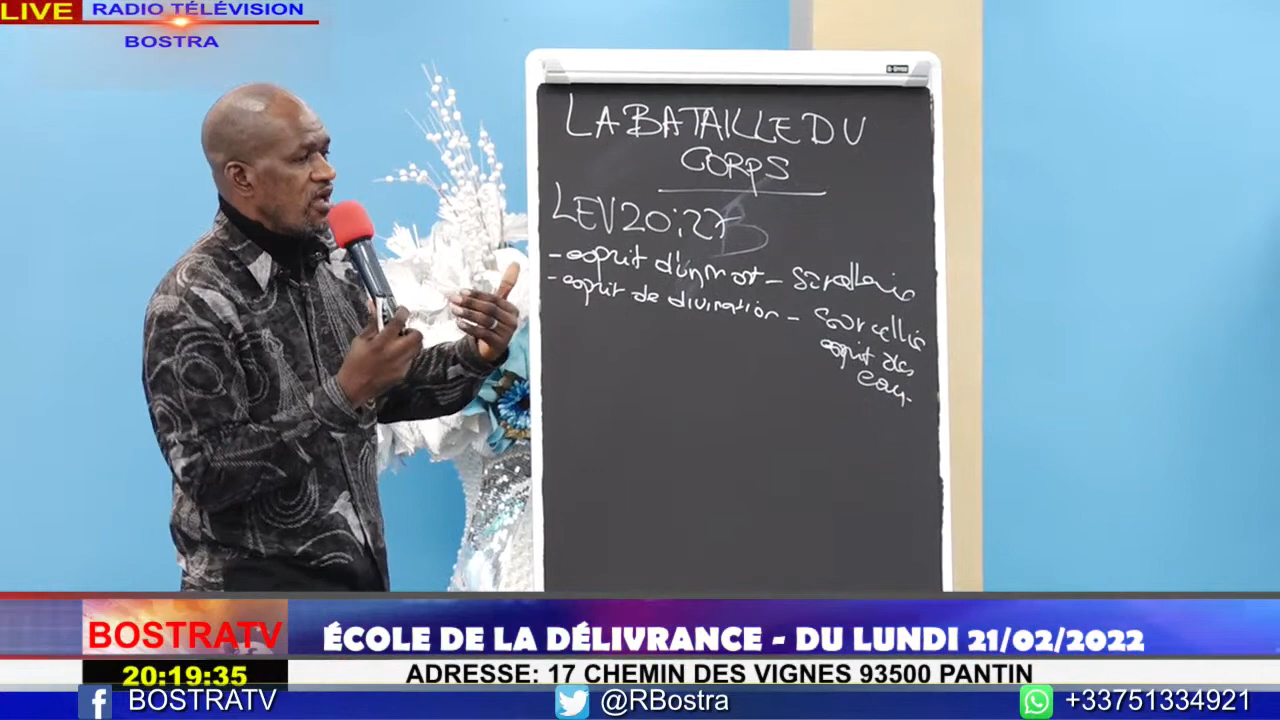 LIVE
RADIO TÉLÉVISION
BOSTRA
LA BATAILLE DU
CORPS
LEV 20:27
- esprit d'un mort -
- esprit de divination - Sorcellerie
esprit des
eaux
BOSTRATV
ÉCOLE DE LA DÉLIVRANCE - DU LUNDI 21/02/2022
20:19:35
ADRESSE: 17 CHEMIN DES VIGNES 93500 PANTIN
BOSTRATV
@RBostra
+33751334921